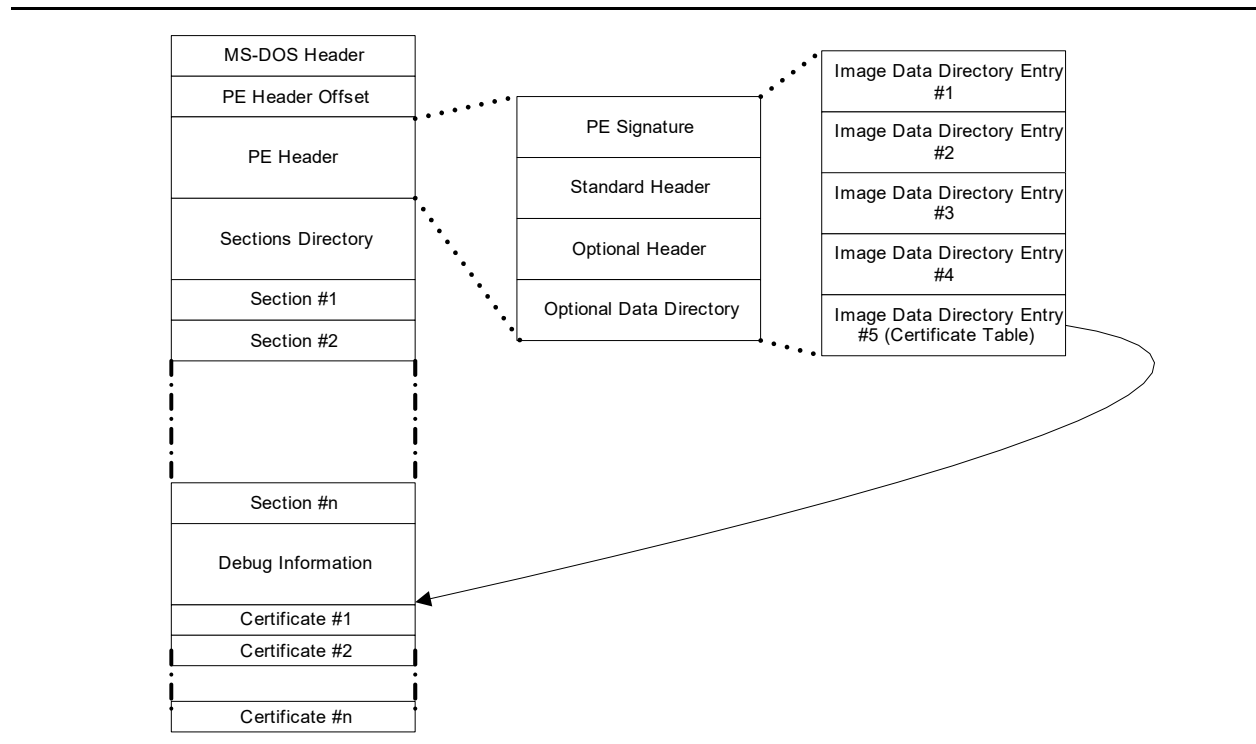 MS-DOS Header
PE Header Offset
PE Header
Sections Directory
Section #1
Section #2
Section #n
Debug Information
Certificate #1
Certificate #2
Certificate #n
PE Signature
Standard Header
Optional Header
Optional Data Directory
Image Data Directory Entry
#1
Image Data Directory Entry
#2
Image Data Directory Entry
#3
Image Data Directory Entry
#4
Image Data Directory Entry
#5 (Certificate Table)